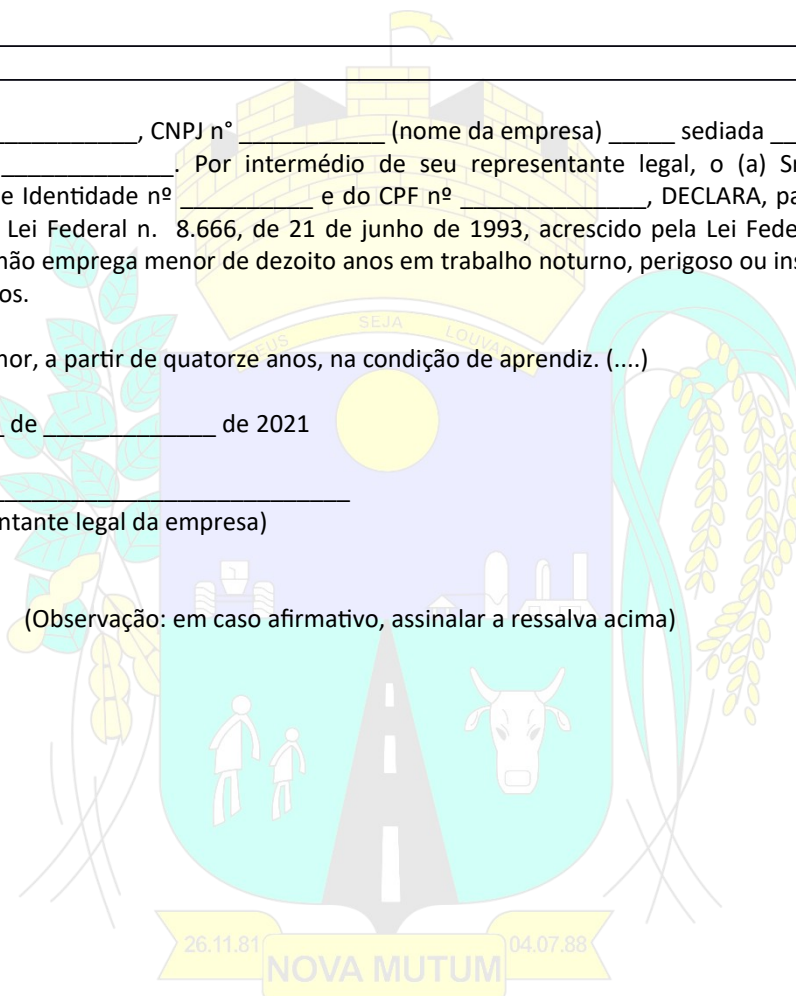 ___________, CNPJ n° ___________ (nome da empresa) _____ sediada __
_____________. Por intermédio de seu representante legal, o (a) S
e Identidade nº __________ e do CPF nº ______________, DECLARA, pa
Lei Federal n. 8.666, de 21 de junho de 1993, acrescido pela Lei Fede
não emprega menor de dezoito anos em trabalho noturno, perigoso ou ins
os.
SEJA
EUS
LOUVADO
nor, a partir de quatorze anos, na condição de aprendiz. (....)
_ de _____________ de 2021
___________________________
ntante legal da empresa)
(Observação: em caso afirmativo, assinalar a ressalva acima)
26.11.81
04.07.88
NOVA MUTUM